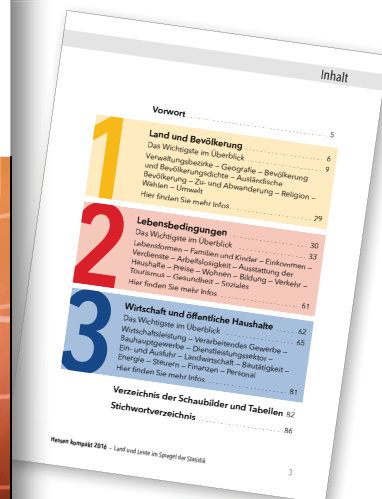 Inhalt
Vorwort 5
1
Land und Bevölkerung 6
Das Wichtigste im Überblick 9
Verwaltungsbezirke – Geografie – Bevölkerung
und Bevölkerungsdichte – Ausländische
Bevölkerung – Zu- und Abwanderung – Religion –
Wahlen – Umwelt
Hier finden Sie mehr Infos 29
2
Lebensbedingungen 30
Das Wichtigste im Überblick 33
Lebensformen – Familien und Kinder – Einkommen –
Verdienste – Arbeitslosigkeit – Ausstattung der
Haushalte – Preise – Wohnen – Bildung – Verkehr –
Tourismus – Gesundheit – Soziales
Hier finden Sie mehr Infos 61
3
Wirtschaft und öffentliche Haushalte 62
Das Wichtigste im Überblick 65
Wirtschaftsleistung – Verarbeitendes Gewerbe –
Bauhauptgewerbe – Dienstleistungssektor –
Ein- und Ausfuhr – Landwirtschaft – Bautätigkeit –
Energie – Steuern – Finanzen – Personal
Hier finden Sie mehr Infos 81
Verzeichnis der Schaubilder und Tabellen 82
Stichwortverzeichnis 86
Hessen kompakt 2016 – Land und Leute im Spiegel der Statistik
3